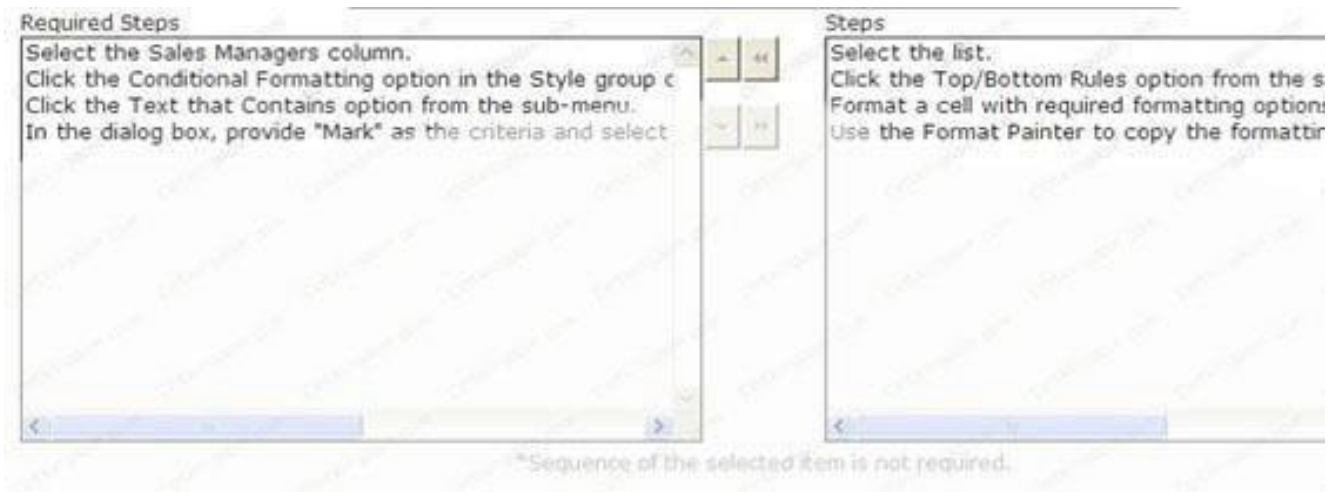 Required Steps
Select the Sales Managers column.
Click the Conditional Formatting option in the Style group c
Click the Text that Contains option from the sub-menu.
In the dialog box, provide "Mark" as the criteria and select
Steps
Select the list.
Click the Top/Bottom Rules option from the s
Format a cell with required formatting options
Use the Format Painter to copy the formattin
*Sequence of the selected item is not required.